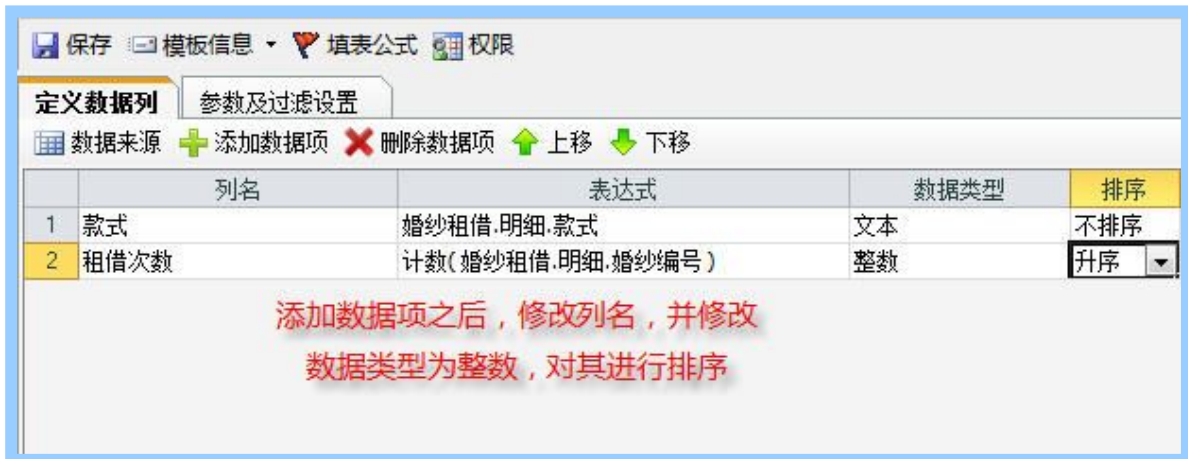 保存 模板信息 填表公式 权限
定义数据列 参数及过滤设置
数据来源 添加数据项 删除数据项 上移 下移
列名 表达式 数据类型 排序
1 款式 婚纱租借.明细.款式 文本 不排序
2 租借次数 计数(婚纱租借.明细.婚纱编号) 整数 升序
添加数据项之后，修改列名，并修改
数据类型为整数，对其进行排序